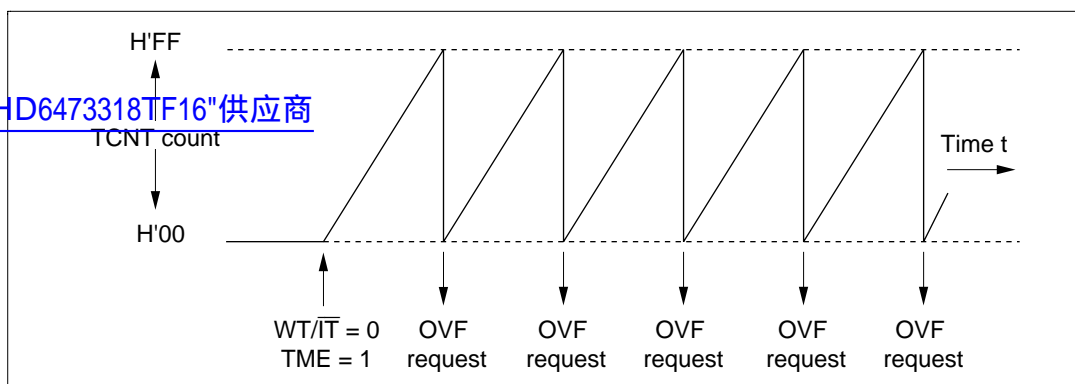 H'FF
HD6473318TF16"供应商
TCNT count
Time t
H'00
WT/I̅T̅ = 0
TME = 1
OVF
request
OVF
request
OVF
request
OVF
request
OVF
request